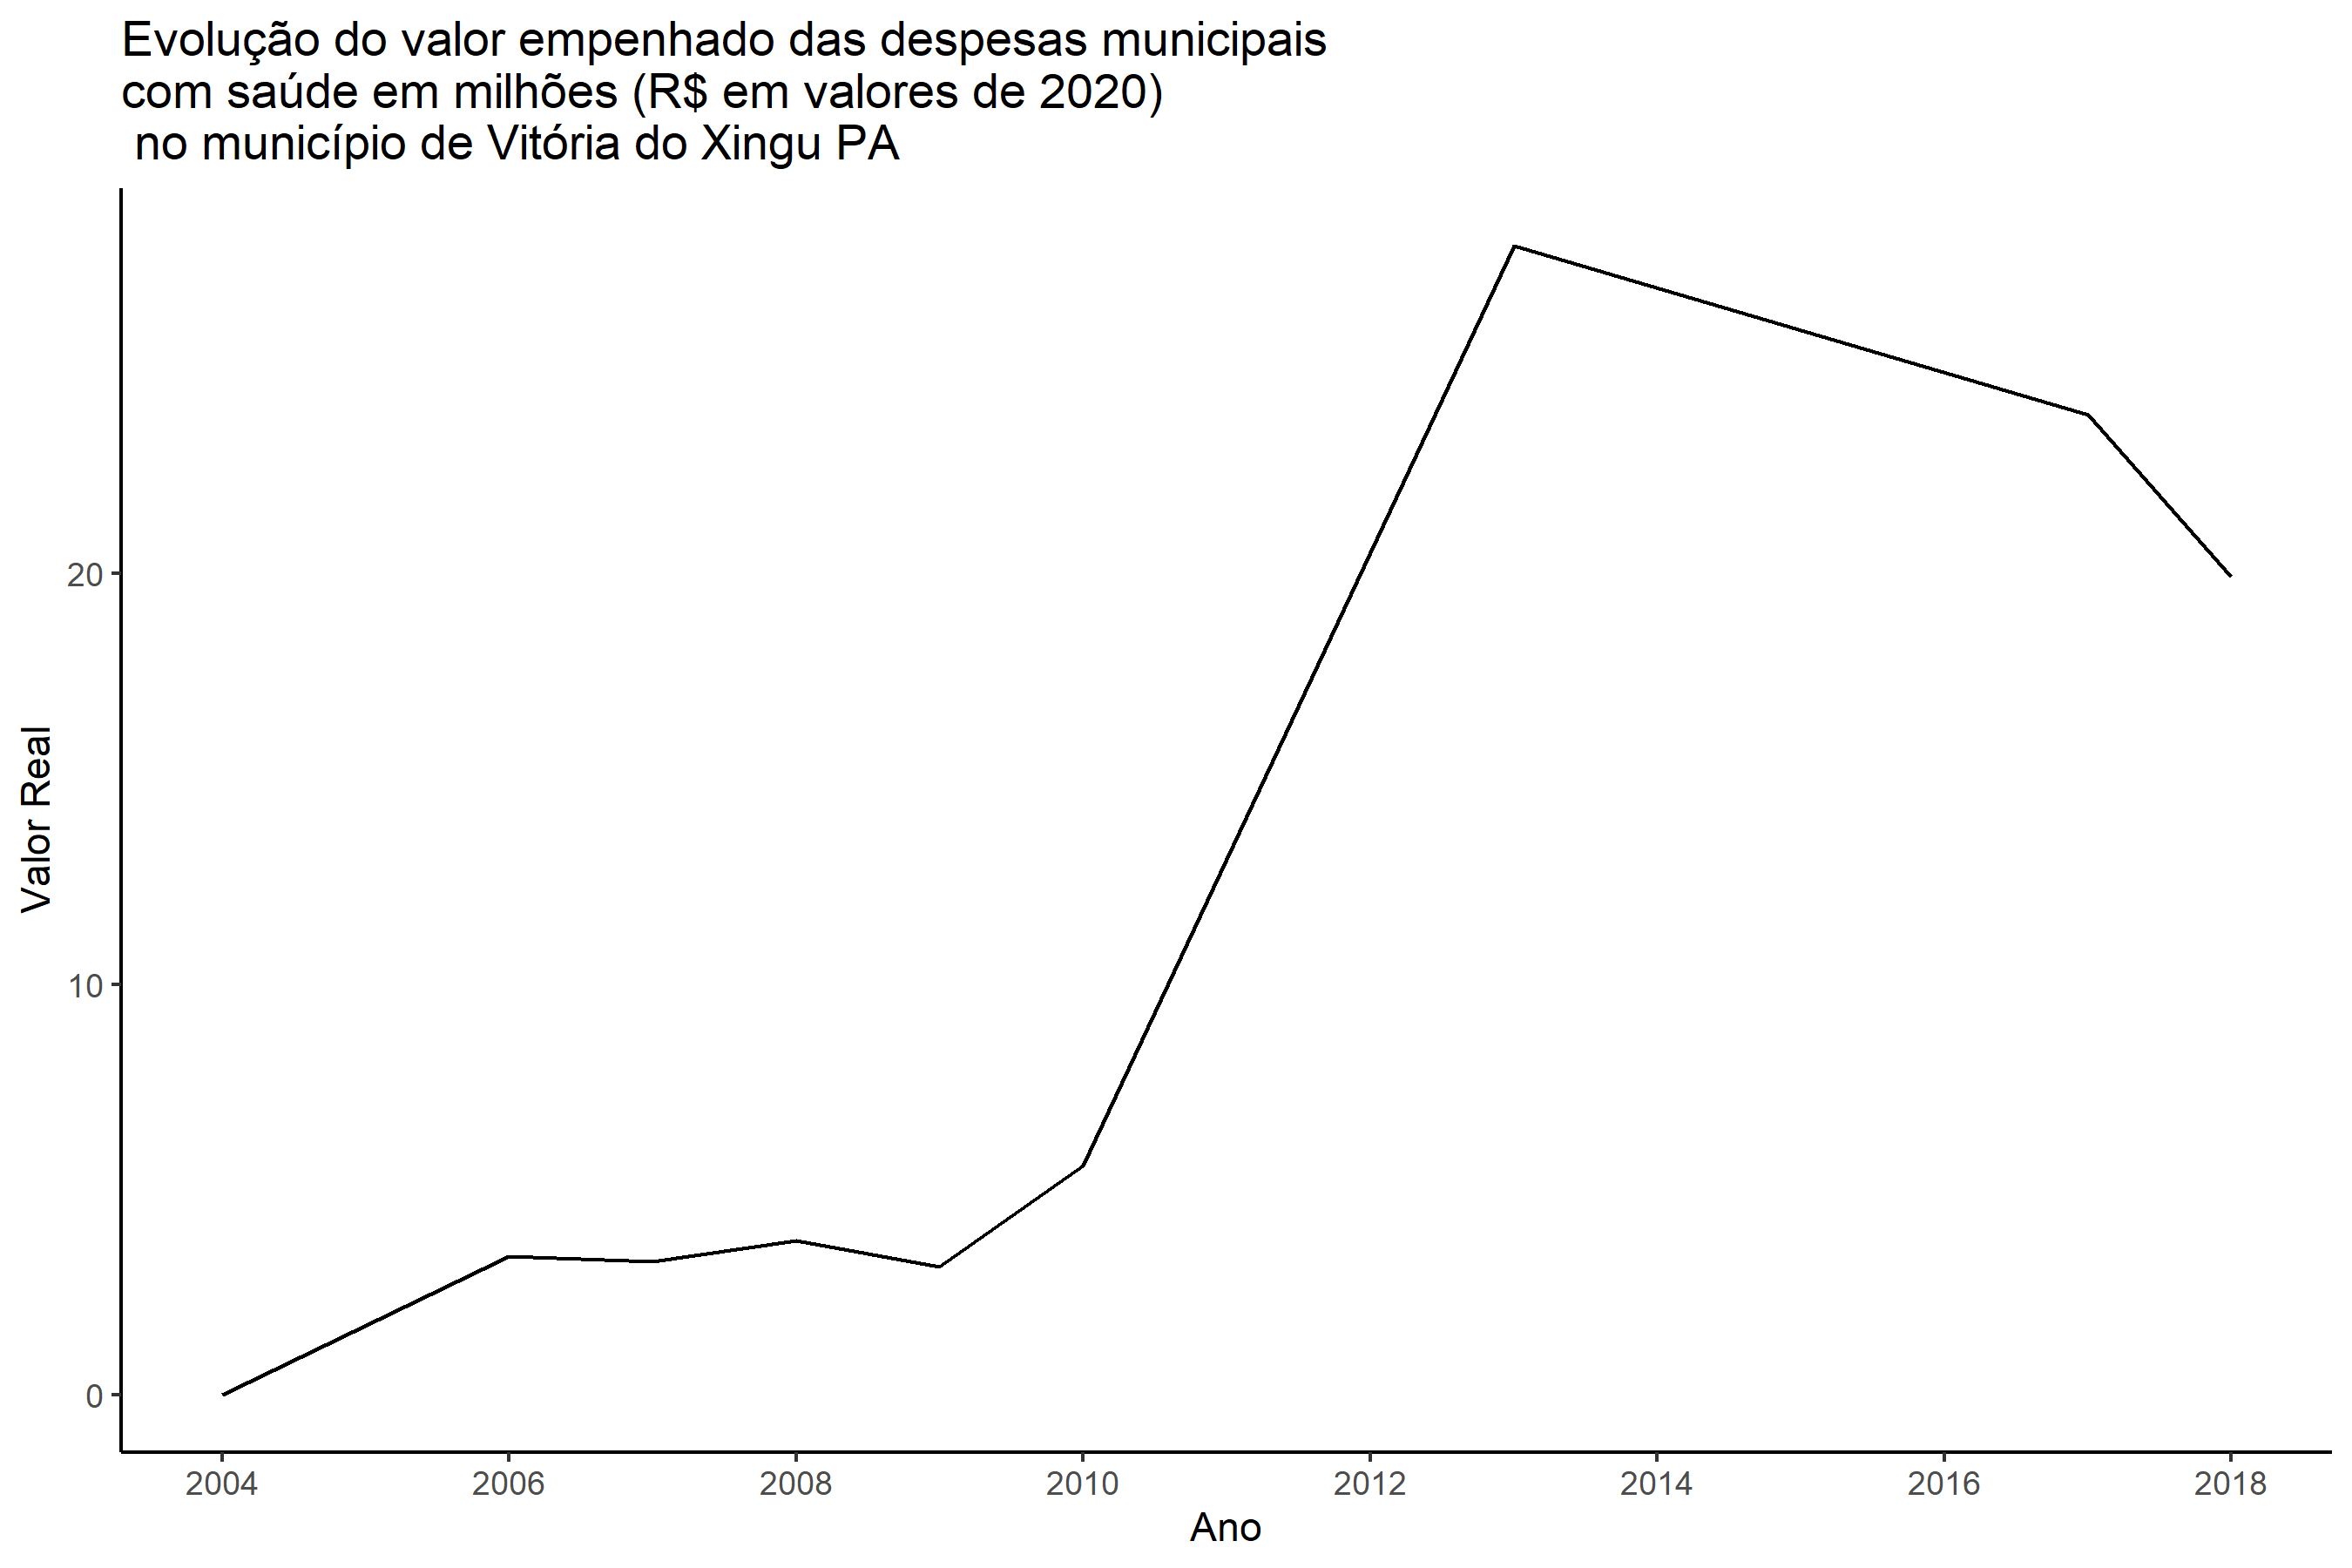 Evolução do valor empenhado das despesas municipais
com saúde em milhões (R$ em valores de 2020)
no município de Vitória do Xingu PA
Valor Real
20
10
0
2004 2006 2008 2010 2012 2014 2016 2018
Ano